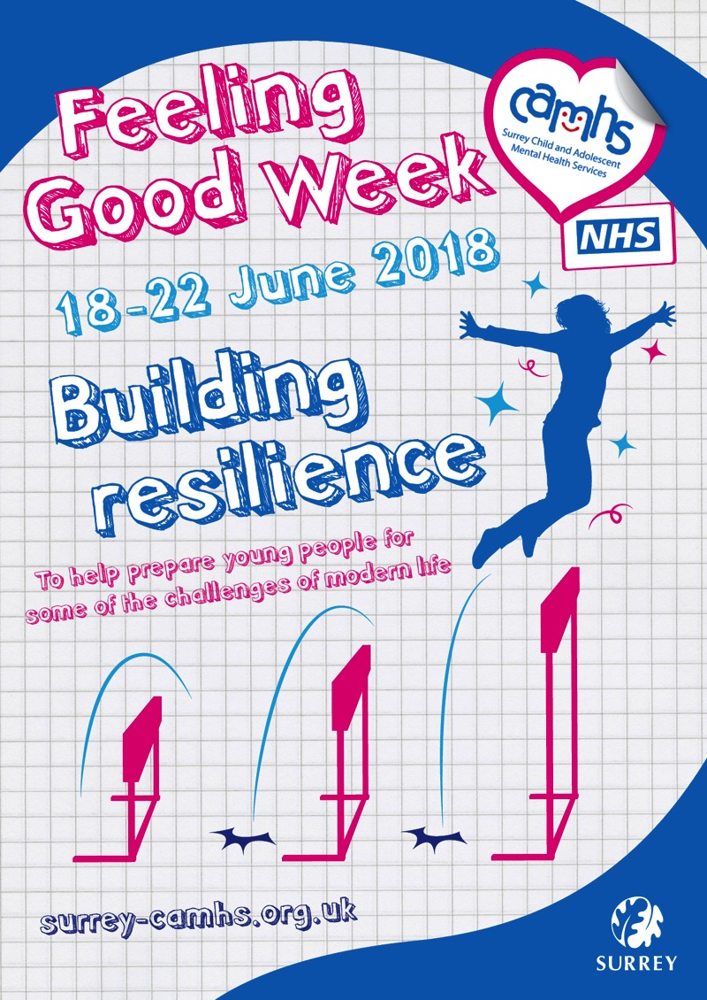 Feeling
Good Week
camhs
Surrey Child and Adolescent
Mental Health Services
NHS
18-22 June 2018
Building
resilience
To help prepare young people for
some of the challenges of modern life
surrey-camhs.org.uk
SURREY